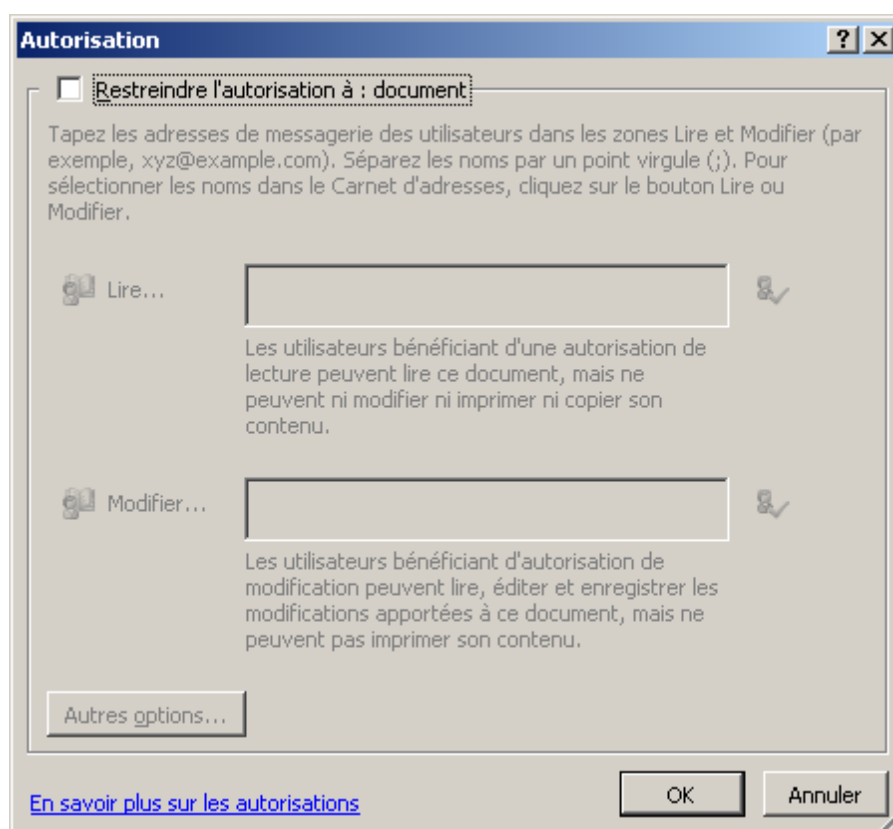 Autorisation
Restreindre l'autorisation à : document
Tapez les adresses de messagerie des utilisateurs dans les zones Lire et Modifier (par
exemple, xyz@example.com). Séparez les noms par un point virgule (;). Pour
sélectionner les noms dans le Carnet d'adresses, cliquez sur le bouton Lire ou
Modifier.
Lire...
Les utilisateurs bénéficiant d'une autorisation de
lecture peuvent lire ce document, mais ne
peuvent ni modifier ni imprimer ni copier son
contenu.
Modifier...
Les utilisateurs bénéficiant d'autorisation de
modification peuvent lire, éditer et enregistrer les
modifications apportées à ce document, mais ne
peuvent pas imprimer son contenu.
Autres options...
En savoir plus sur les autorisations
OK
Annuler